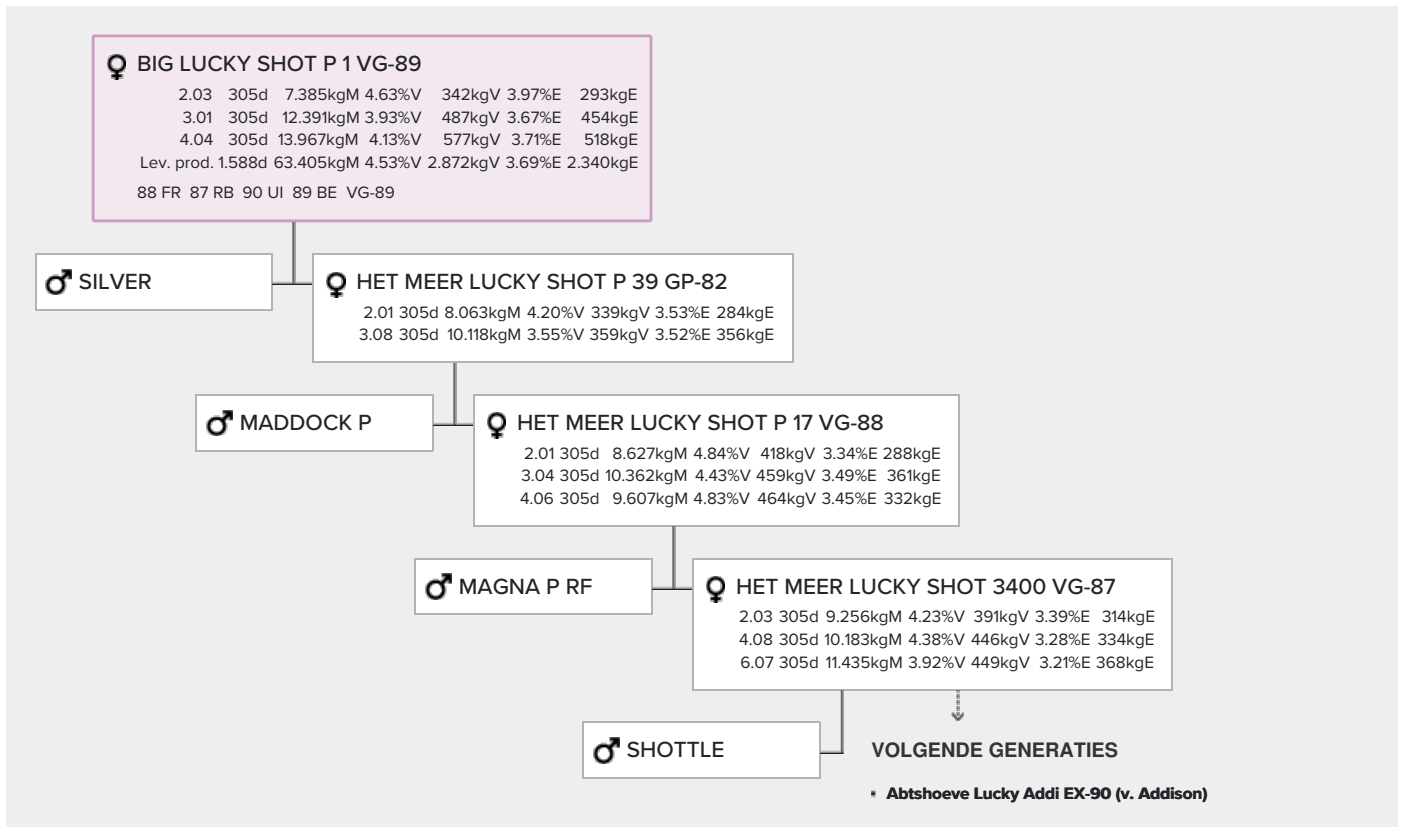 BIG LUCKY SHOT P 1 VG-89
2.03 305d 7.385kgM 4.63%V 342kgV 3.97%E 293kgE
3.01 305d 12.391kgM 3.93%V 487kgV 3.67%E 454kgE
4.04 305d 13.967kgM 4.13%V 577kgV 3.71%E 518kgE
Lev. prod. 1.588d 63.405kgM 4.53%V 2.872kgV 3.69%E 2.340kgE
88 FR 87 RB 90 UI 89 BE VG-89
SILVER
HET MEER LUCKY SHOT P 39 GP-82
2.01 305d 8.063kgM 4.20%V 339kgV 3.53%E 284kgE
3.08 305d 10.118kgM 3.55%V 359kgV 3.52%E 356kgE
MADDOCK P
HET MEER LUCKY SHOT P 17 VG-88
2.01 305d 8.627kgM 4.84%V 418kgV 3.34%E 288kgE
3.04 305d 10.362kgM 4.43%V 459kgV 3.49%E 361kgE
4.06 305d 9.607kgM 4.83%V 464kgV 3.45%E 332kgE
MAGNA P RF
HET MEER LUCKY SHOT 3400 VG-87
2.03 305d 9.256kgM 4.23%V 391kgV 3.39%E 314kgE
4.08 305d 10.183kgM 4.38%V 446kgV 3.28%E 334kgE
6.07 305d 11.435kgM 3.92%V 449kgV 3.21%E 368kgE
SHOTTLE
VOLGENDE GENERATIES
▪ Abtshoeve Lucky Addi EX-90 (v. Addison)